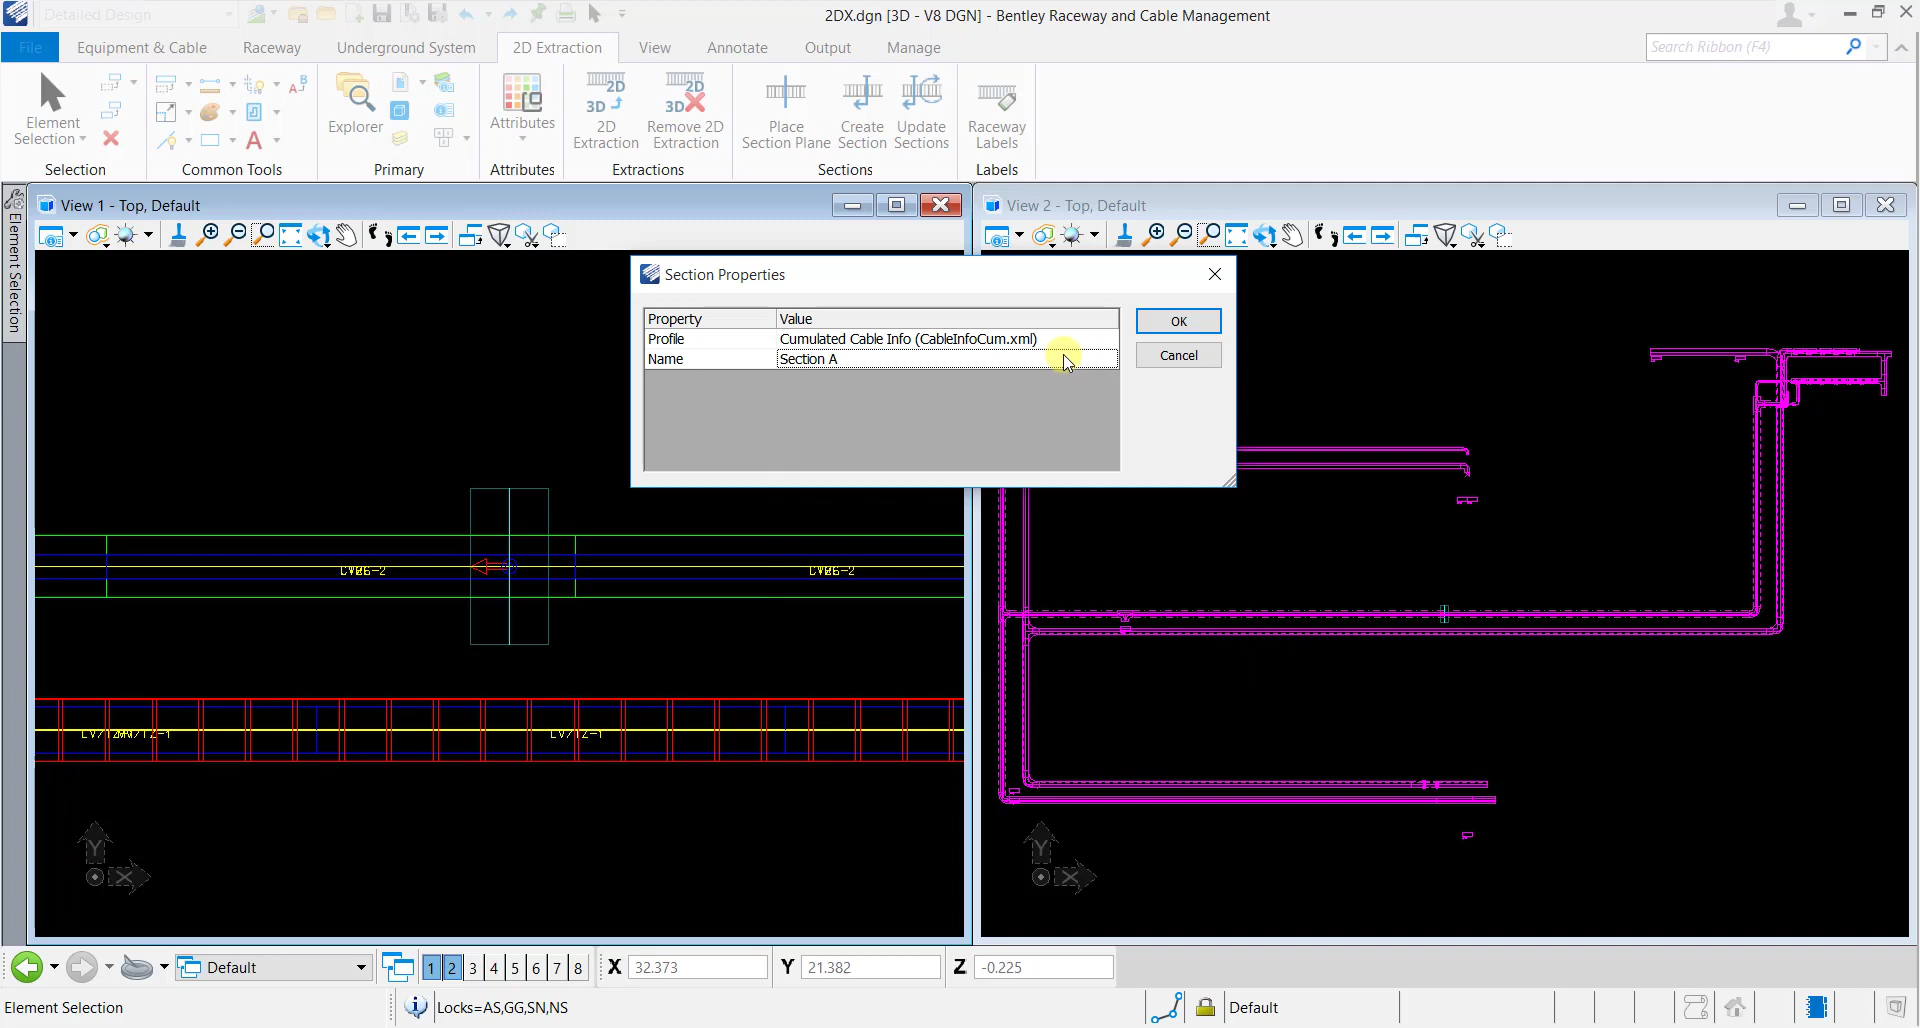 Detailed Design
2DX.dgn [3D - V8 DGN] - Bentley Raceway and Cable Management
File
Equipment & Cable
Raceway
Underground System
2D Extraction
View
Annotate
Output
Manage
Search Ribbon (F4)
Element
Selection
Explorer
Attributes
2D
Extraction
Remove 2D
Extraction
Place
Section Plane
Create
Section
Update
Sections
Raceway
Labels
Selection
Common Tools
Primary
Attributes
Extractions
Sections
Labels
Element Selection
View 1 - Top, Default
View 2 - Top, Default
Section Properties
Property
Value
Profile
Cumulated Cable Info (CableInfoCum.xml)
Name
Section A
OK
Cancel
LV/TZ-1
Y
X
Y
X
Default
1 2 3 4 5 6 7 8
X 32.373
Y 21.382
Z -0.225
Element Selection
Locks=AS,GG,SN,NS
Default